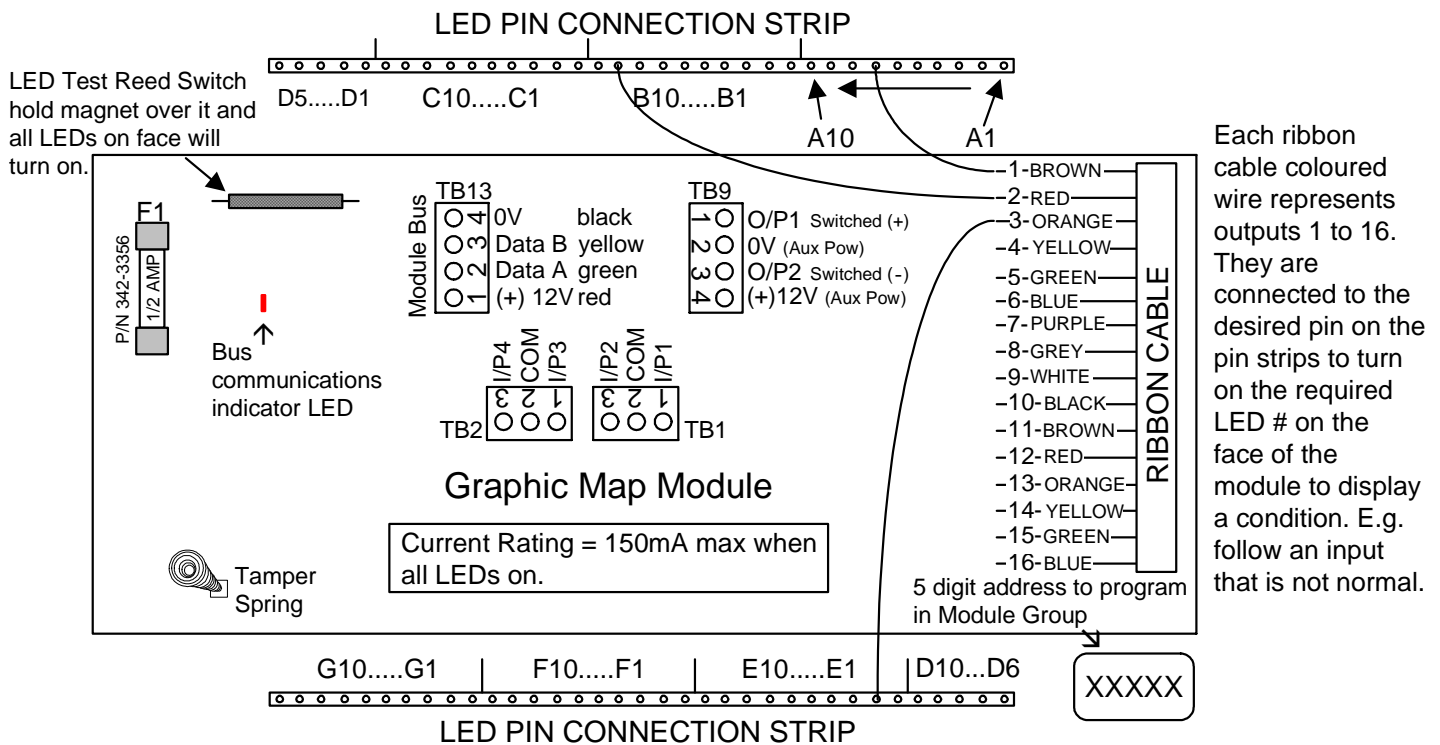 LED PIN CONNECTION STRIP
D5.....D1
C10.....C1
B10.....B1
A10
A1
LED Test Reed Switch
hold magnet over it and
all LEDs on face will
turn on.
F1
P/N 342-3356
1/2 AMP
Bus
communications
indicator LED
Module Bus
TB13
4 0V black
3 Data B yellow
2 Data A green
1 (+) 12V red
TB9
1 O/P1 Switched (+)
2 0V (Aux Pow)
3 O/P2 Switched (-)
4 (+)12V (Aux Pow)
I/P4
COM
I/P3
3 2 1
TB2
I/P2
COM
I/P1
3 2 1
TB1
Graphic Map Module
Current Rating = 150mA max when
all LEDs on.
Tamper
Spring
-1-BROWN
-2-RED
-3-ORANGE
-4-YELLOW
-5-GREEN
-6-BLUE
-7-PURPLE
-8-GREY
-9-WHITE
-10-BLACK
-11-BROWN
-12-RED
-13-ORANGE
-14-YELLOW
-15-GREEN
-16-BLUE
RIBBON CABLE
5 digit address to program
in Module Group
XXXXX
Each ribbon
cable coloured
wire represents
outputs 1 to 16.
They are
connected to the
desired pin on the
pin strips to turn
on the required
LED # on the
face of the
module to display
a condition. E.g.
follow an input
that is not normal.
G10.....G1
F10.....F1
E10.....E1
D10...D6
LED PIN CONNECTION STRIP